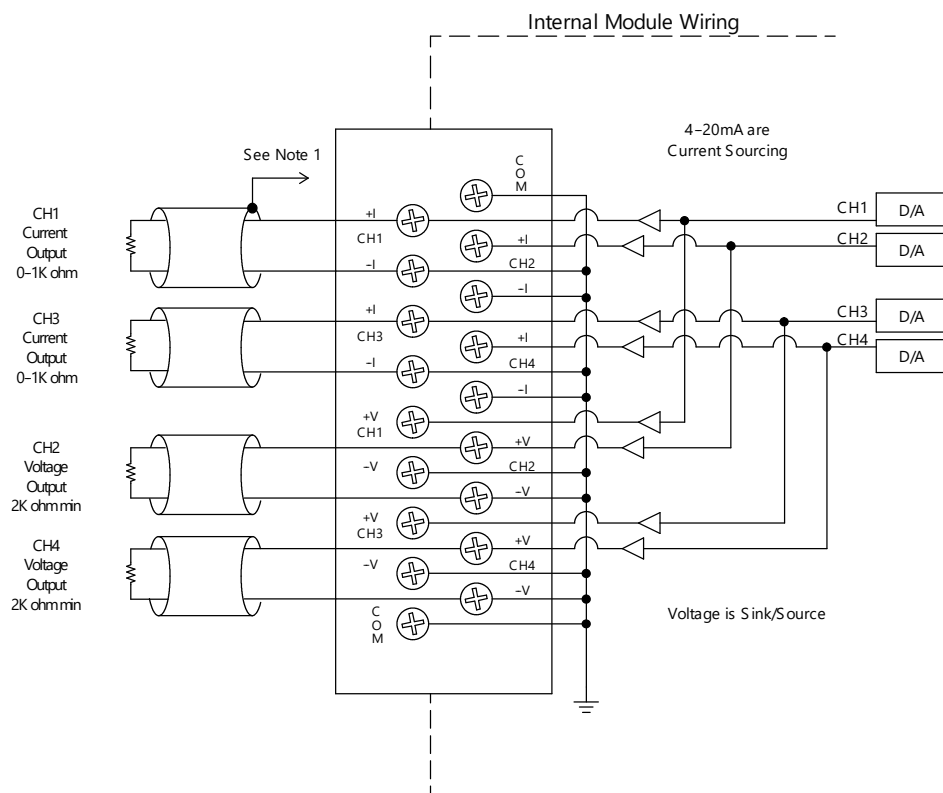 Internal Module Wiring
4–20mA are
Current Sourcing
See Note 1
COM
CH1
Current
Output
0–1K ohm
+I
CH1
–I
+I
CH2
–I
CH1
D/A
CH2
D/A
CH3
Current
Output
0–1K ohm
+I
CH3
–I
+I
CH4
–I
CH3
D/A
CH4
D/A
+V
CH1
–V
+V
CH2
–V
CH2
Voltage
Output
2K ohm min
+V
CH3
–V
+V
CH4
–V
CH4
Voltage
Output
2K ohm min
COM
Voltage is Sink/Source